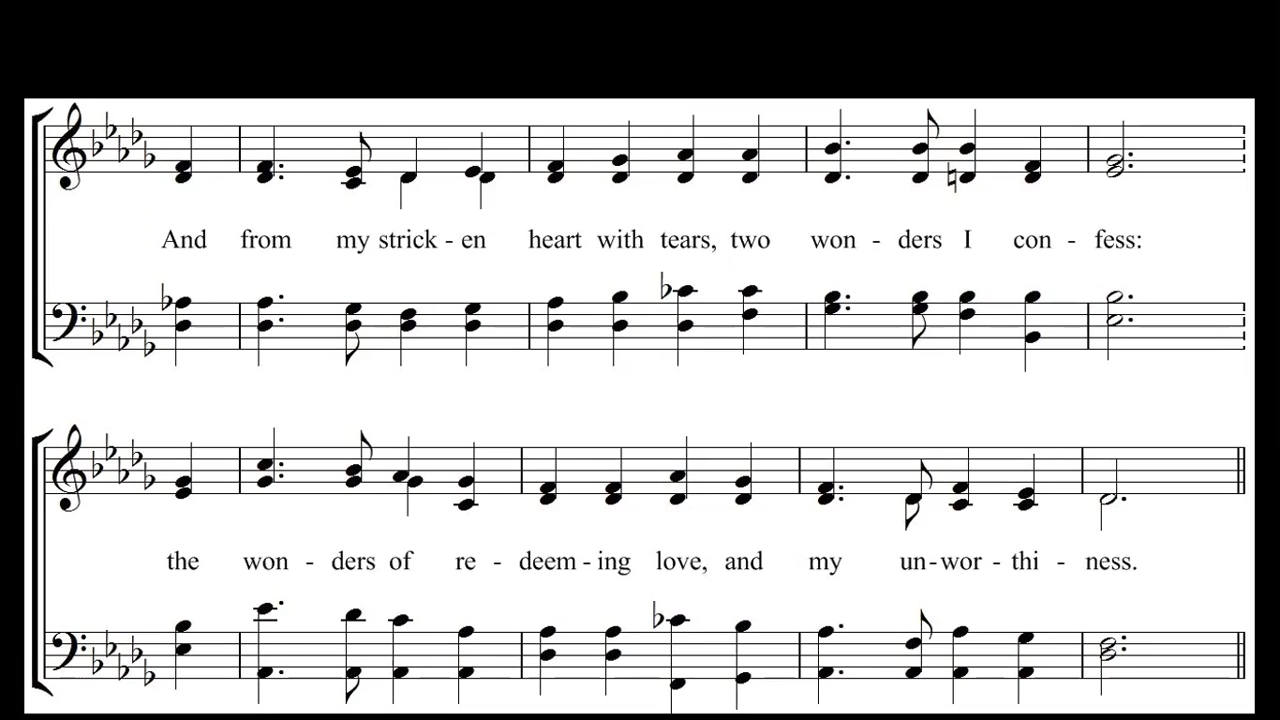 And from my strick - en heart with tears, two won - ders I con - fess:
the won - ders of re - deem - ing love, and my un - wor - thi - ness.